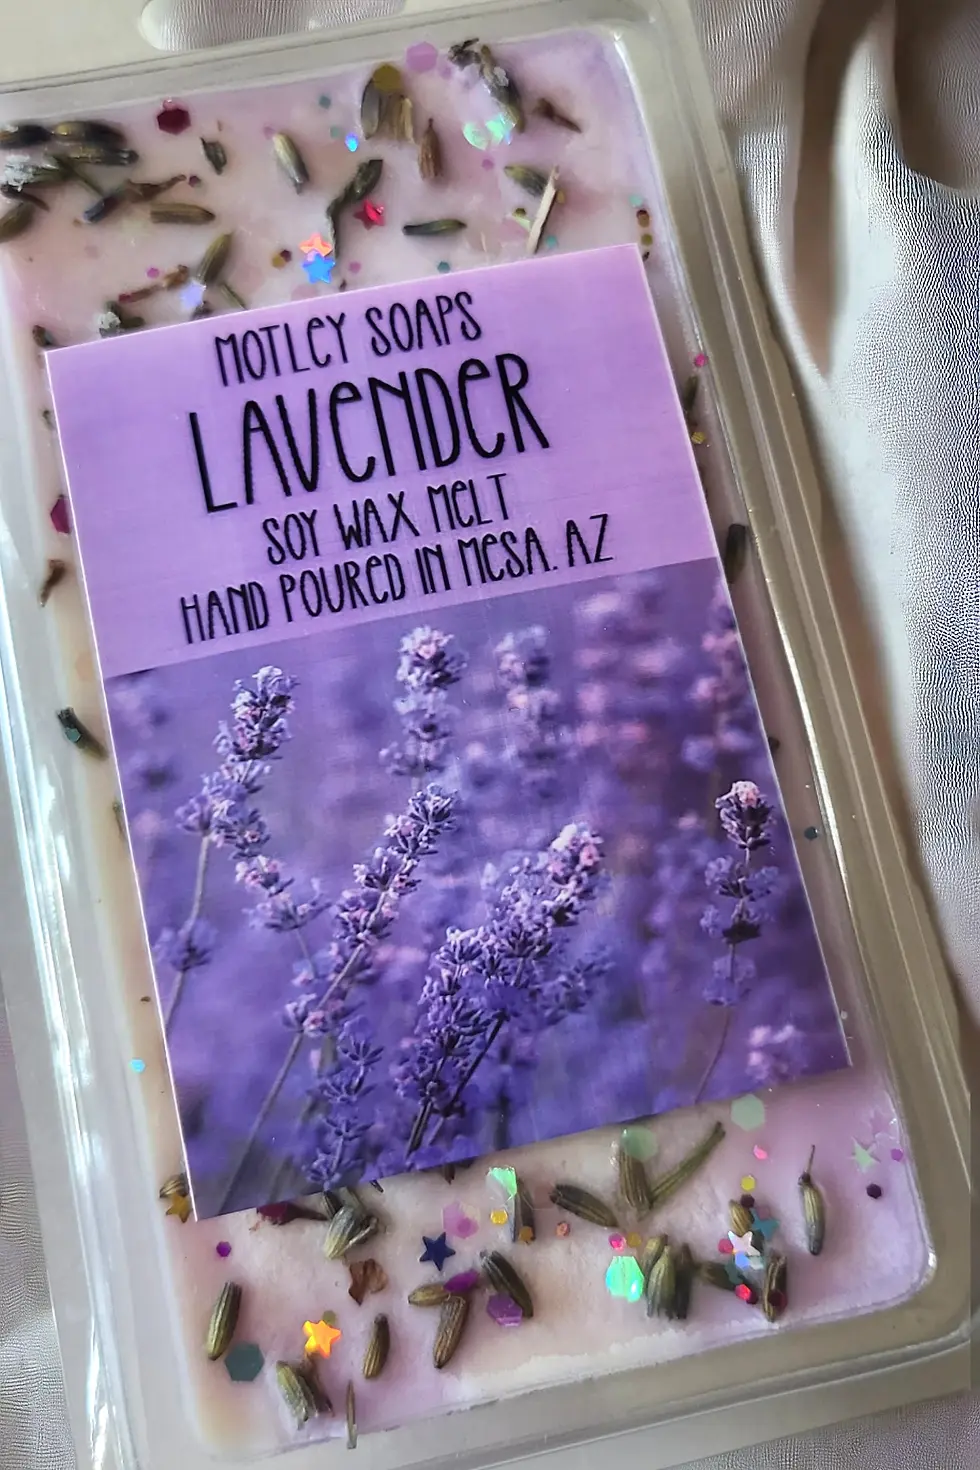 MOTLEY SOAPS
LAVENDER
SOY WAX MELT
HAND POURED IN MESA. AZ